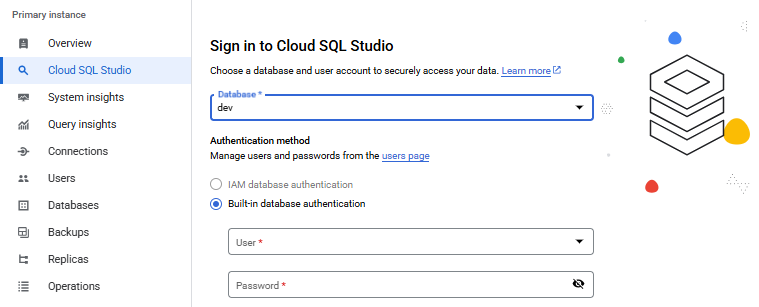 Primary instance
Overview
Cloud SQL Studio
System insights
Query insights
Connections
Users
Databases
Backups
Replicas
Operations
Sign in to Cloud SQL Studio
Choose a database and user account to securely access your data. Learn more
Database *
dev
Authentication method
Manage users and passwords from the users page
IAM database authentication
Built-in database authentication
User *
Password *